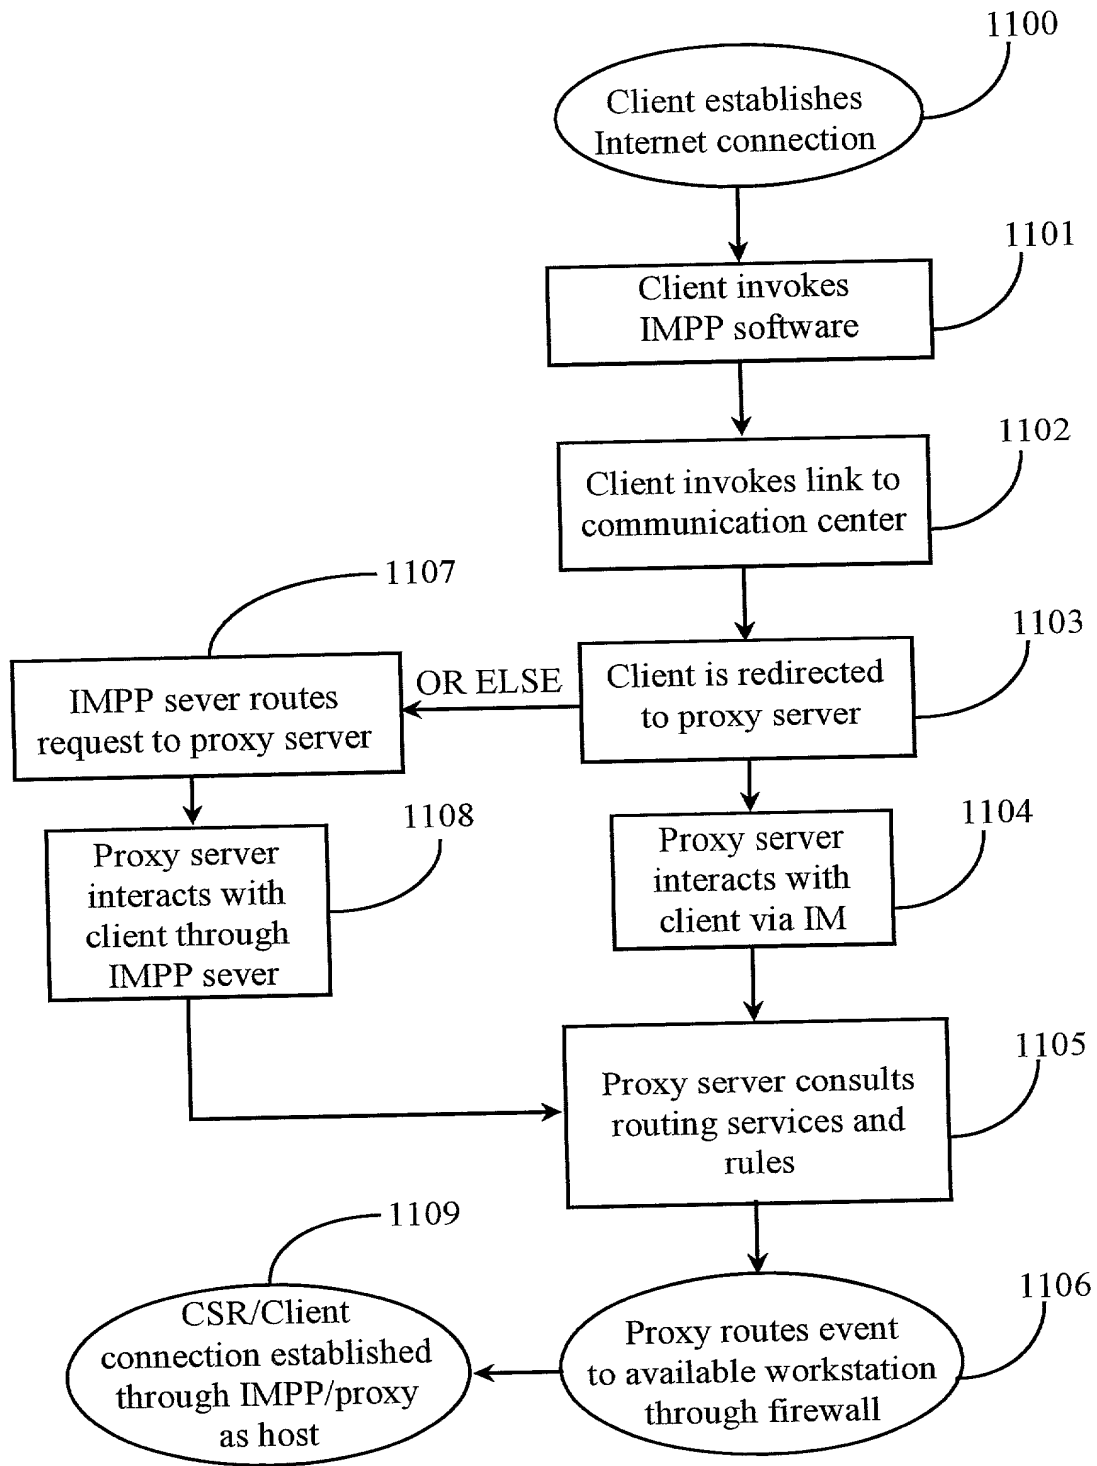 1100
Client establishes
Internet connection
1101
Client invokes
IMPP software
1102
Client invokes link to
communication center
1107
1103
IMPP sever routes
request to proxy server
OR ELSE
Client is redirected
to proxy server
1108
1104
Proxy server
interacts with
client through
IMPP sever
Proxy server
interacts with
client via IM
1105
Proxy server consults
routing services and
rules
1109
1106
CSR/Client
connection established
through IMPP/proxy
as host
Proxy routes event
to available workstation
through firewall